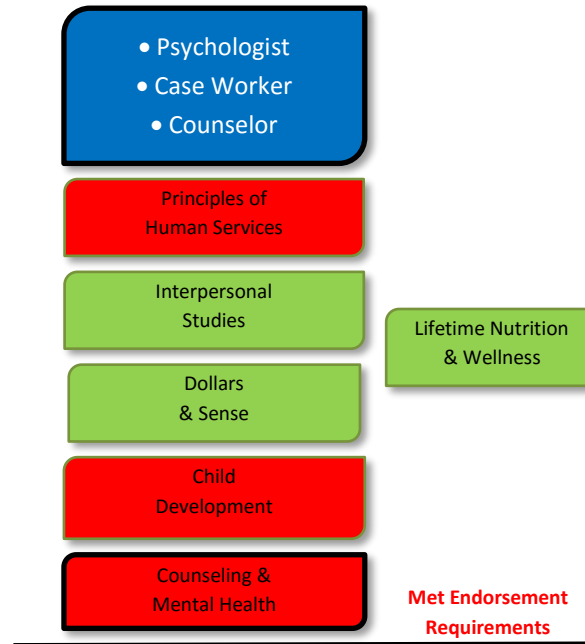 • Psychologist
• Case Worker
• Counselor
Principles of
Human Services
Interpersonal
Studies
Lifetime Nutrition
& Wellness
Dollars
& Sense
Child
Development
Counseling &
Mental Health
Met Endorsement
Requirements